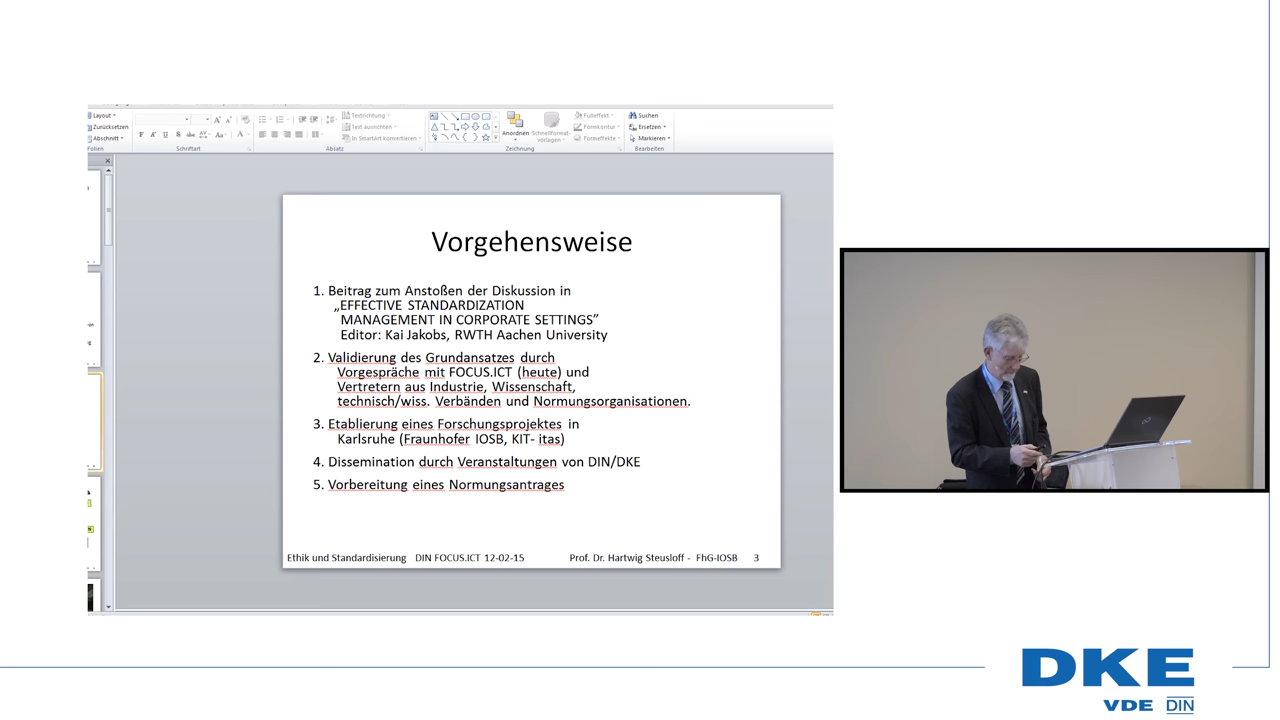 Layout
Zurücksetzen
Abschnitt
Folien
F K U S abc AV Aa A
Schriftart
Textrichtung
Text ausrichten
In SmartArt konvertieren
Absatz
Anordnen
Schnellformat-
vorlagen
Fülleffekt
Formkontur
Formeffekte
Zeichnung
Suchen
Ersetzen
Markieren
Bearbeiten
Vorgehensweise
1. Beitrag zum Anstoßen der Diskussion in
„EFFECTIVE STANDARDIZATION
MANAGEMENT IN CORPORATE SETTINGS”
Editor: Kai Jakobs, RWTH Aachen University
2. Validierung des Grundansatzes durch
Vorgespräche mit FOCUS.ICT (heute) und
Vertretern aus Industrie, Wissenschaft,
technisch/wiss. Verbänden und Normungsorganisationen.
3. Etablierung eines Forschungsprojektes in
Karlsruhe (Fraunhofer IOSB, KIT- itas)
4. Dissemination durch Veranstaltungen von DIN/DKE
5. Vorbereitung eines Normungsantrages
Ethik und Standardisierung DIN FOCUS.ICT 12-02-15 Prof. Dr. Hartwig Steusloff - FhG-IOSB 3
DKE
VDE DIN